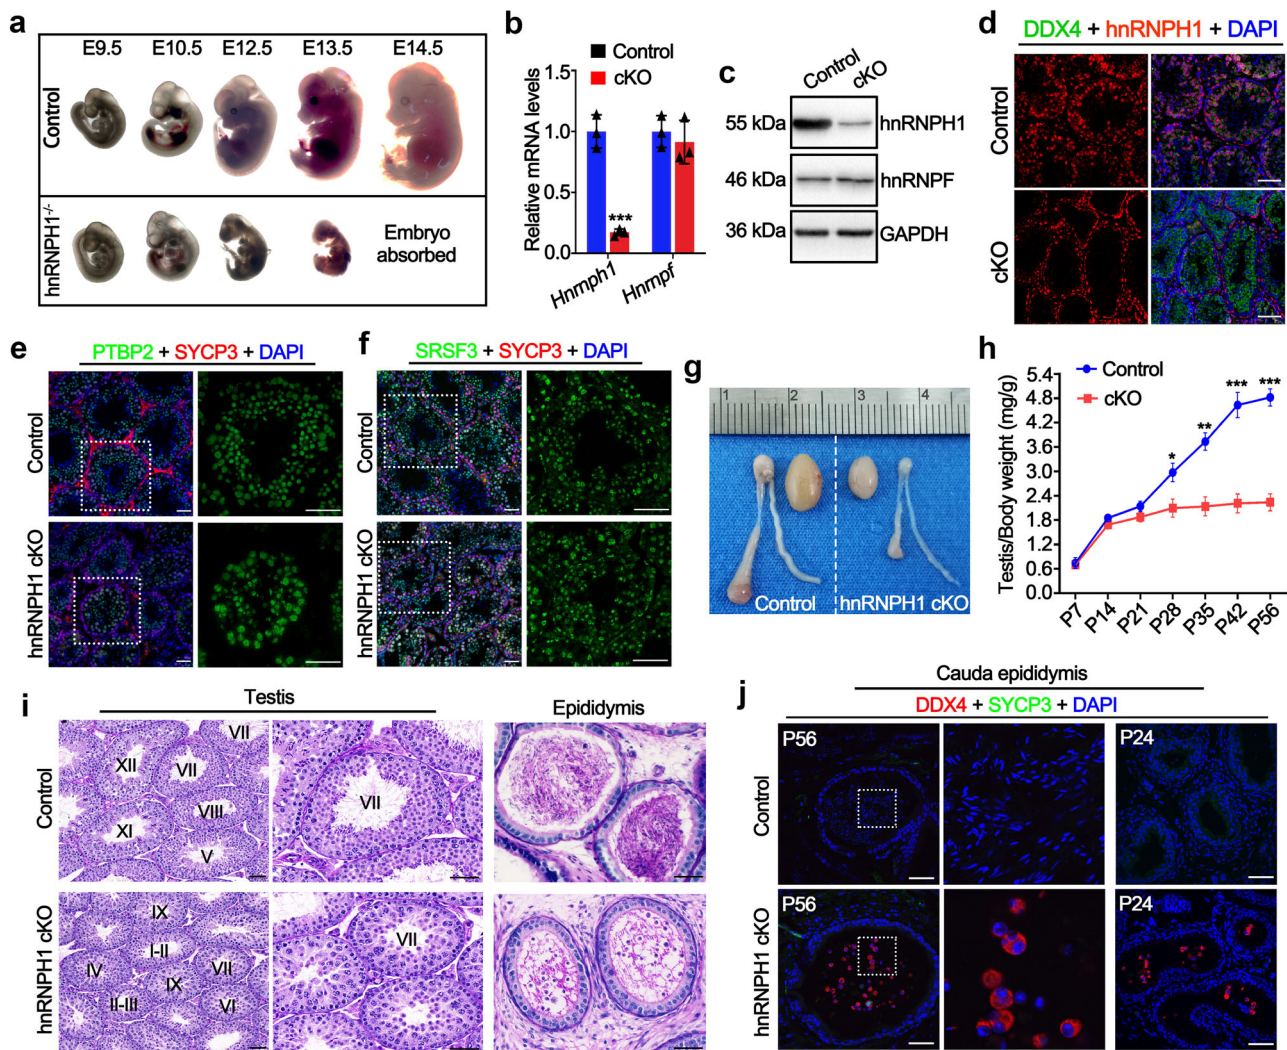 a
E9.5 E10.5 E12.5 E13.5 E14.5
Control
hnRNPH1-/-
Embryo
absorbed
b
Control
cKO
Relative mRNA levels
1.5
1.0
0.5
0.0
***
Hnrnph1
Hnrnpf
c
Control
cKO
55 kDa hnRNPH1
46 kDa hnRNPF
36 kDa GAPDH
d
DDX4 + hnRNPH1 + DAPI
Control
cKO
e
PTBP2 + SYCP3 + DAPI
Control
hnRNPH1 cKO
f
SRSF3 + SYCP3 + DAPI
Control
hnRNPH1 cKO
g
1 2 3 4
Control hnRNPH1 cKO
h
Control
cKO
Testis/Body weight (mg/g)
5.4
4.8
4.2
3.6
3.0
2.4
1.8
1.2
0.6
0.0
* ** *** ***
P7 P14 P21 P28 P35 P42 P56
i
Testis
Epididymis
Control
VII
XII VII
VIII
XI
V
VII
hnRNPH1 cKO
IX
I-II
IV IX VII
II-III VI
VII
j
Cauda epididymis
DDX4 + SYCP3 + DAPI
Control
P56
P24
hnRNPH1 cKO
P56
P24